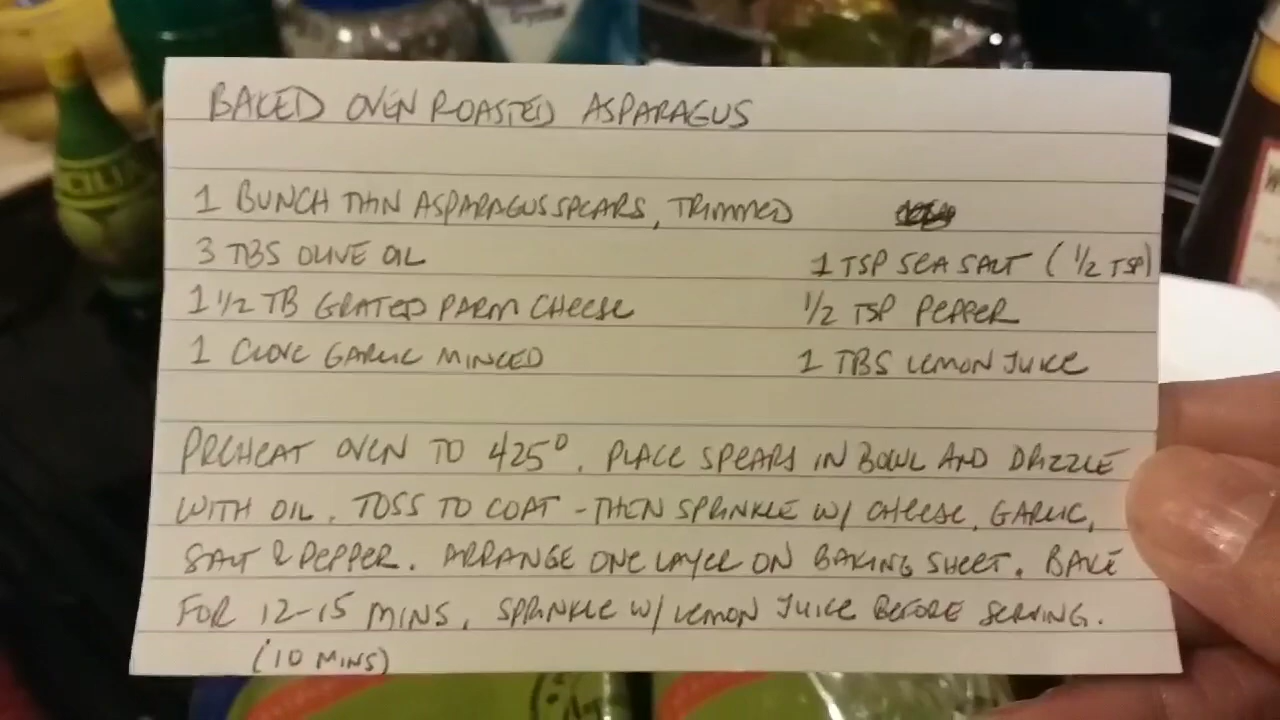 BAKED OVEN ROASTED ASPARAGUS
1 BUNCH THIN ASPARAGUS SPEARS, TRIMMED
3 TBS OLIVE OIL
1 TSP SEA SALT (1/2 TSP)
1 1/2 TB GRATED PARM CHEESE
1/2 TSP PEPPER
1 CLOVE GARLIC MINCED
1 TBS LEMON JUICE
PREHEAT OVEN TO 425°. PLACE SPEARS IN BOWL AND DRIZZLE
WITH OIL. TOSS TO COAT - THEN SPRINKLE W/ CHEESE, GARLIC,
SALT & PEPPER. ARRANGE ONE LAYER ON BAKING SHEET. BAKE
FOR 12-15 MINS. SPRINKLE W/ LEMON JUICE BEFORE SERVING.
(10 MINS)